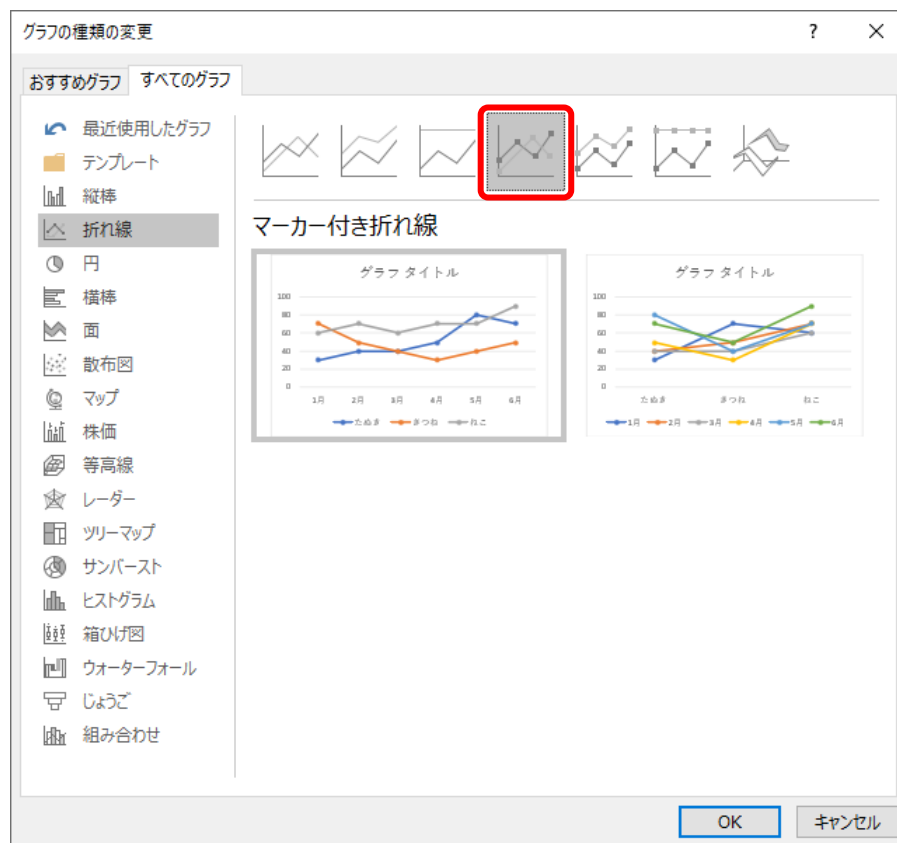 グラフの種類の変更
?
×
おすすめグラフ
すべてのグラフ
最近使用したグラフ
テンプレート
縦棒
折れ線
円
横棒
面
散布図
マップ
株価
等高線
レーダー
ツリーマップ
サンバースト
ヒストグラム
箱ひげ図
ウォーターフォール
じょうご
組み合わせ
マーカー付き折れ線
グラフ タイトル
100
80
60
40
20
0
1月 2月 3月 4月 5月 6月
たぬき きつね ねこ
グラフ タイトル
100
80
60
40
20
0
たぬき きつね ねこ
1月 2月 3月 4月 5月 6月
OK
キャンセル